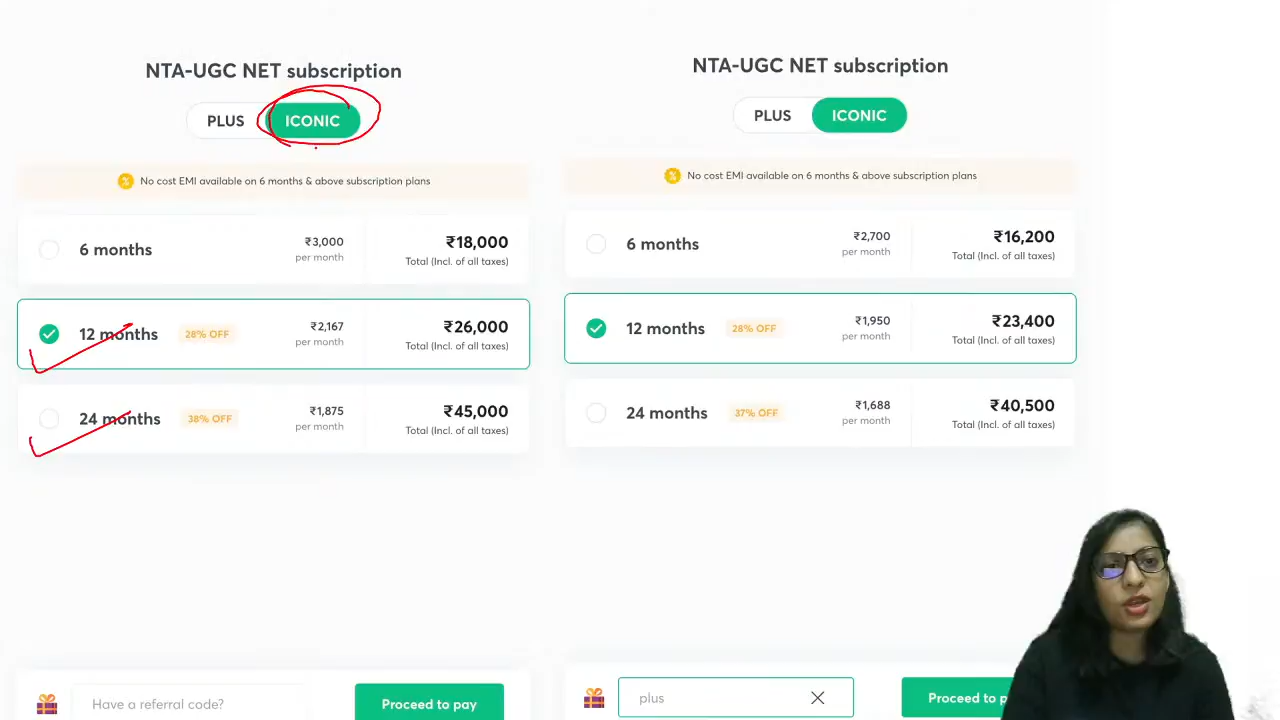 NTA-UGC NET subscription
PLUS ICONIC
No cost EMI available on 6 months & above subscription plans
6 months ₹3,000 per month ₹18,000 Total (Incl. of all taxes)
12 months 28% OFF ₹2,167 per month ₹26,000 Total (Incl. of all taxes)
24 months 38% OFF ₹1,875 per month ₹45,000 Total (Incl. of all taxes)
Have a referral code? Proceed to pay
NTA-UGC NET subscription
PLUS ICONIC
No cost EMI available on 6 months & above subscription plans
6 months ₹2,700 per month ₹16,200 Total (Incl. of all taxes)
12 months 28% OFF ₹1,950 per month ₹23,400 Total (Incl. of all taxes)
24 months 37% OFF ₹1,688 per month ₹40,500 Total (Incl. of all taxes)
plus Proceed to